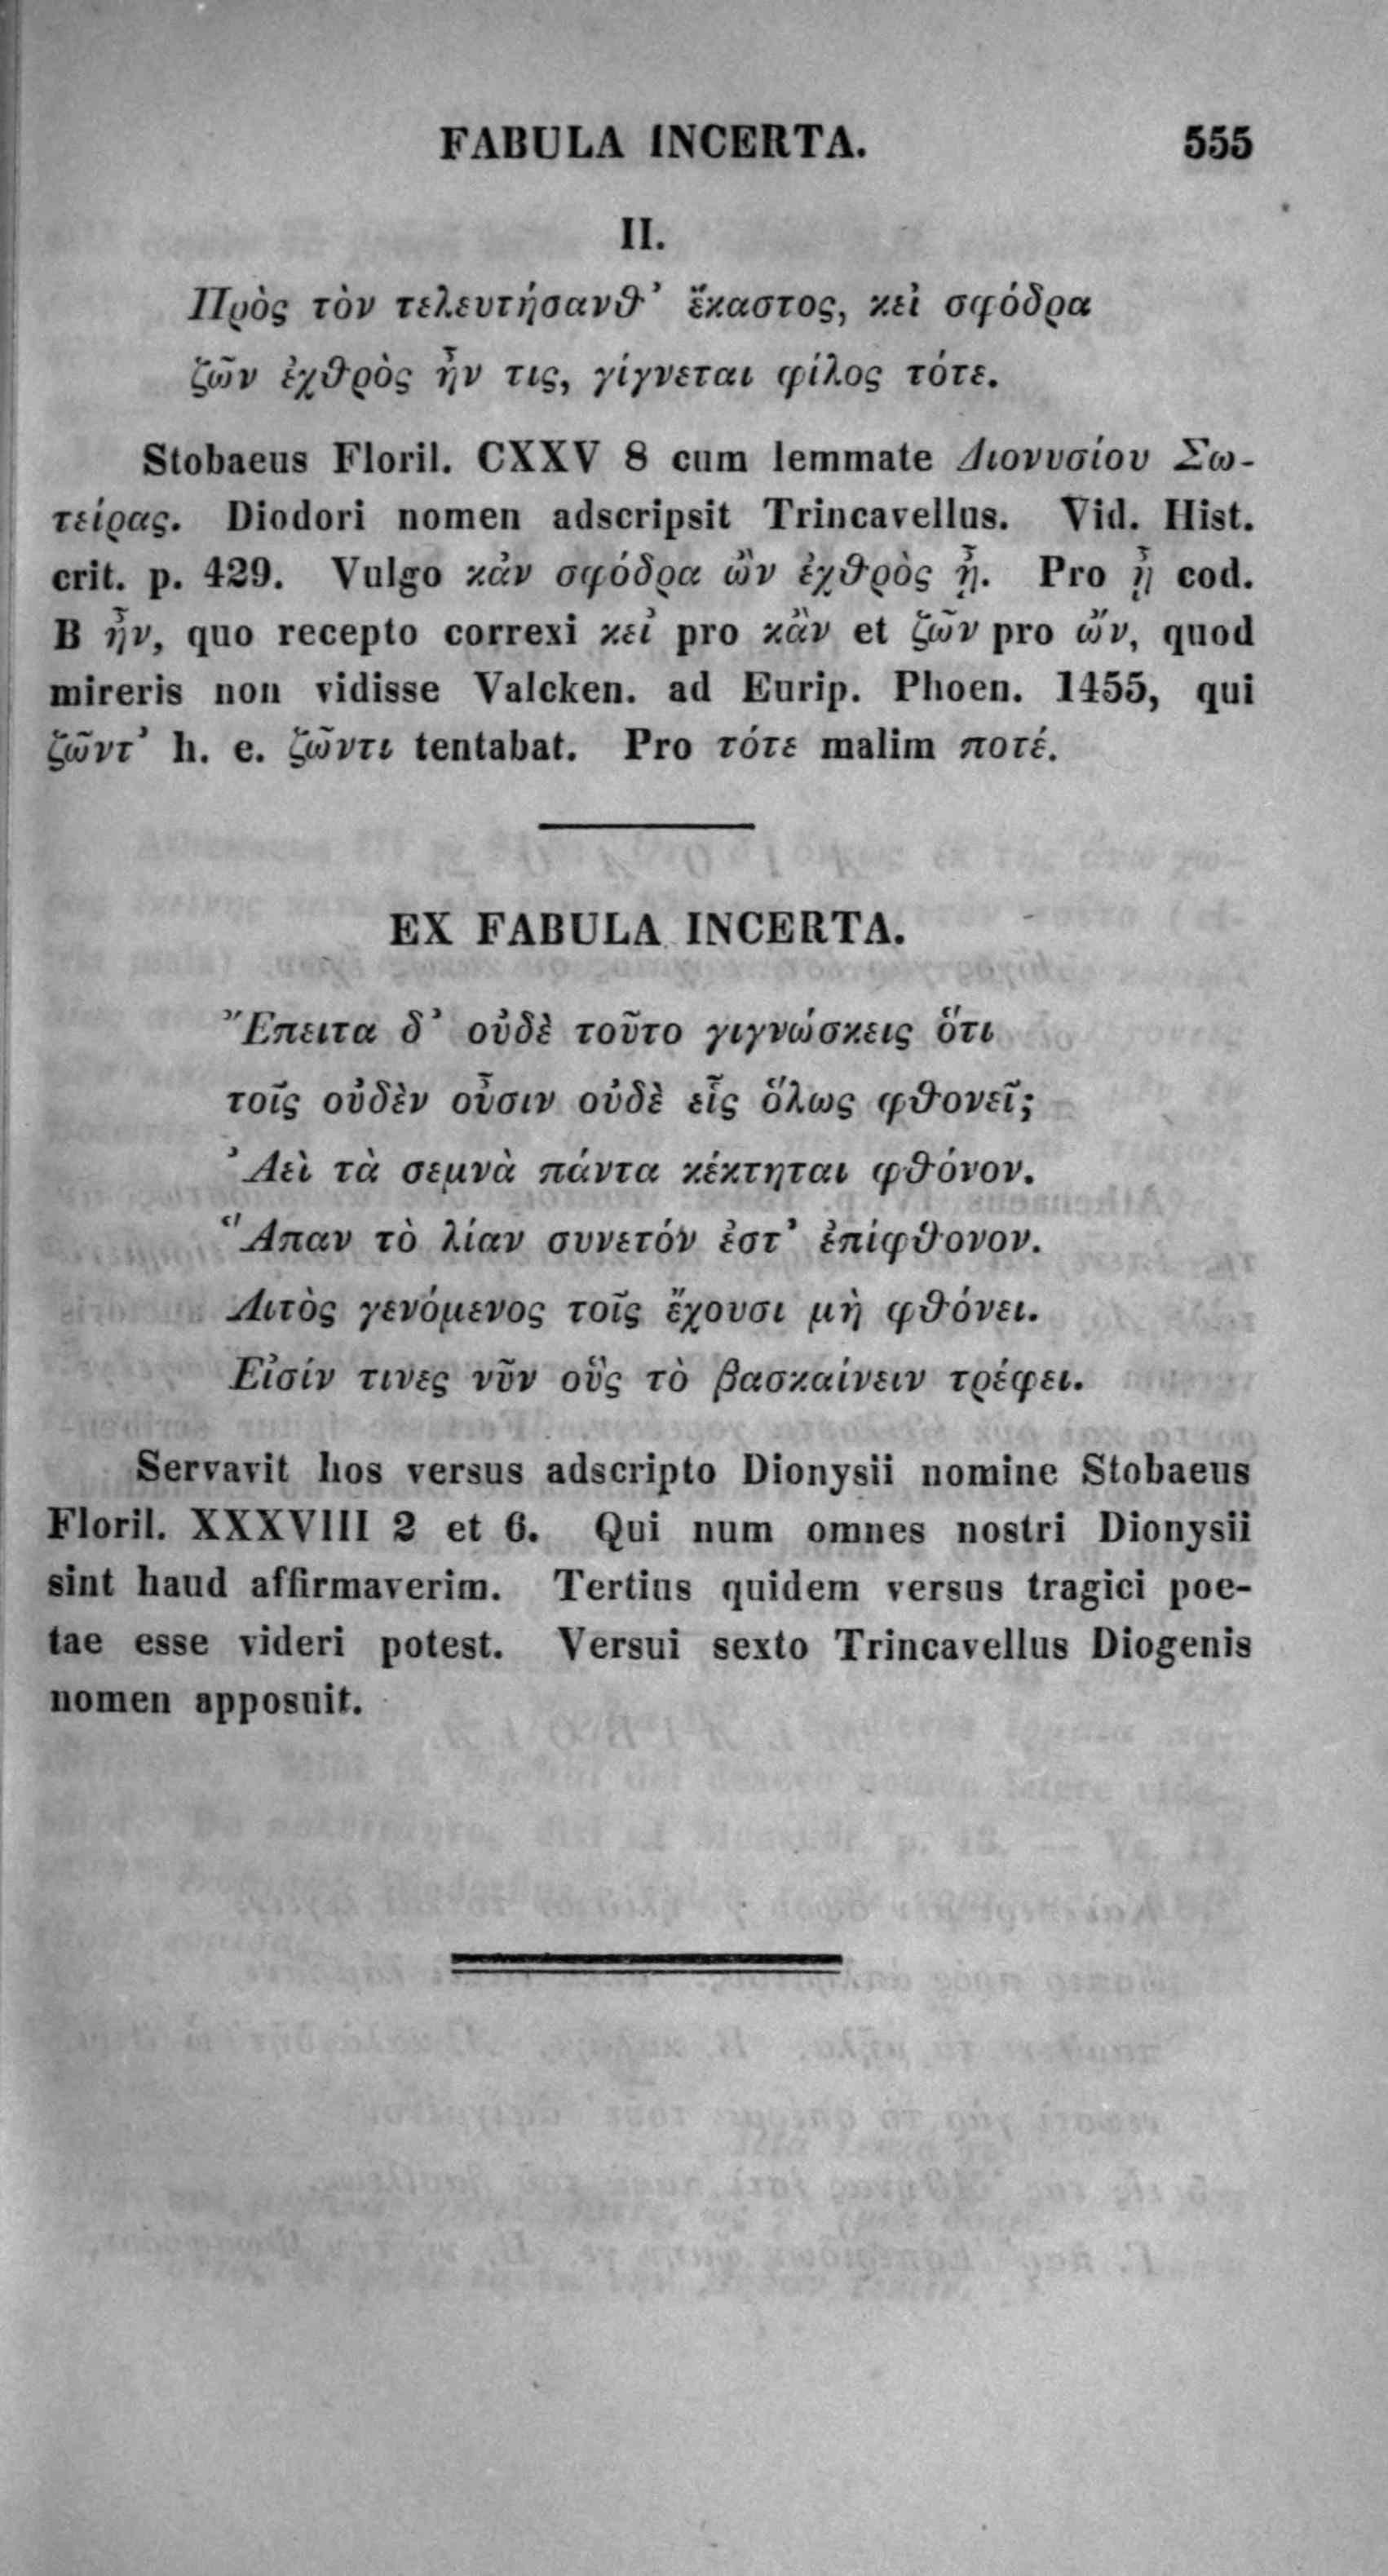 FABULA INCERTA. 555
II.
Πρὸς τὸν τελευτήσανθ' ἕκαστος, κεἰ σφόδρα
ζῶν ἐχθρὸς ἦν τις, γίγνεται φίλος τότε.
Stobaeus Floril. CXXV 8 cum lemmate Διονυσίου Σω-
τείρας. Diodori nomen adscripsit Trincavellus. Vid. Hist.
crit. p. 429. Vulgo κἀν σφόδρα ὢν ἐχθρὸς ᾖ. Pro ᾖ cod.
B ἦν, quo recepto correxi κεἰ pro κἂν et ζῶν pro ὤν, quod
mireris non vidisse Valcken. ad Eurip. Phoen. 1455, qui
ζῶντ' h. e. ζῶντι tentabat. Pro τότε malim ποτέ.
EX FABULA INCERTA.
Ἔπειτα δ' οὐδὲ τοῦτο γιγνώσκεις ὅτι
τοῖς οὐδὲν οὖσιν οὐδὲ εἷς ὅλως φθονεῖ;
Ἀεὶ τὰ σεμνὰ πάντα κέκτηται φθόνον.
Ἅπαν τὸ λίαν συνετόν ἐστ' ἐπίφθονον.
Λιτὸς γενόμενος τοῖς ἔχουσι μὴ φθόνει.
Εἰσίν τινες νῦν οὓς τὸ βασκαίνειν τρέφει.
Servavit hos versus adscripto Dionysii nomine Stobaeus
Floril. XXXVIII 2 et 6. Qui num omnes nostri Dionysii
sint haud affirmaverim. Tertius quidem versus tragici poe-
tae esse videri potest. Versui sexto Trincavellus Diogenis
nomen apposuit.